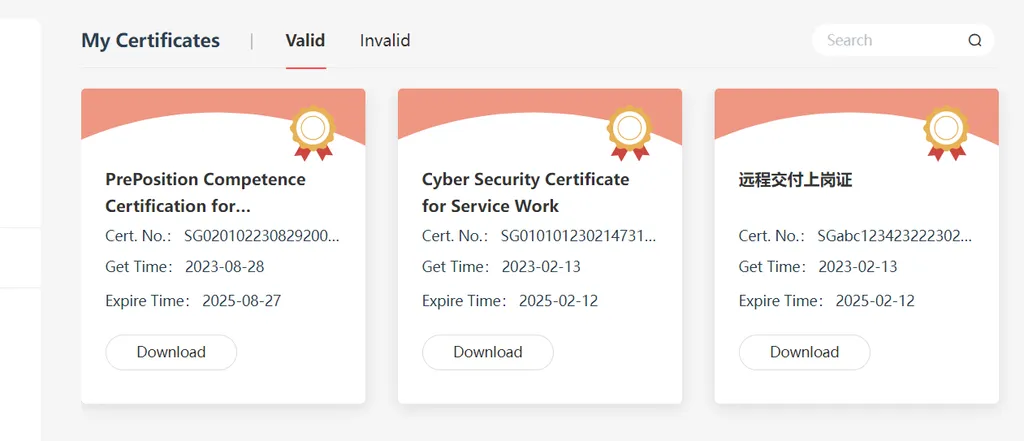 My Certificates | Valid Invalid Search
PrePosition Competence
Certification for...
Cert. No.： SG020102230829200...
Get Time： 2023-08-28
Expire Time： 2025-08-27
Download
Cyber Security Certificate
for Service Work
Cert. No.： SG010101230214731...
Get Time： 2023-02-13
Expire Time： 2025-02-12
Download
远程交付上岗证
Cert. No.： SGabc123423222302...
Get Time： 2023-02-13
Expire Time： 2025-02-12
Download